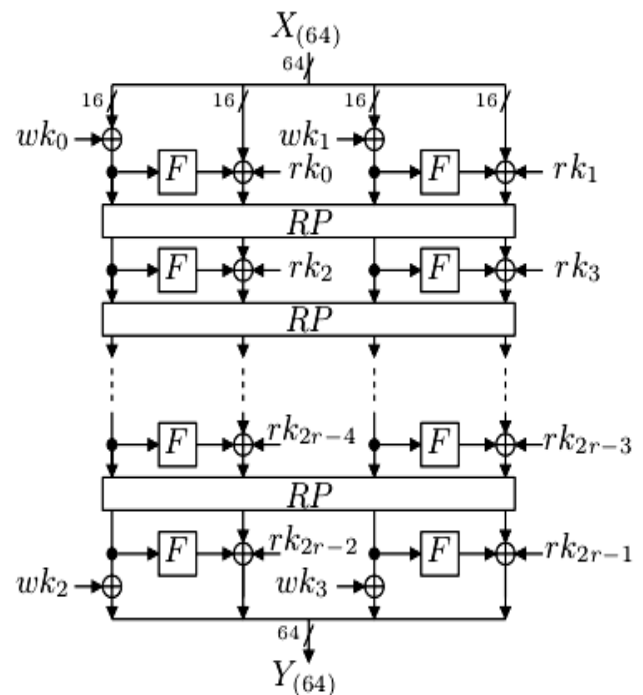 X(64)
64
16 16 16 16
wk0 wk1
F rk0 F rk1
RP
F rk2 F rk3
RP
F rk2r−4 F rk2r−3
RP
F rk2r−2 F rk2r−1
wk2 wk3
64
Y(64)